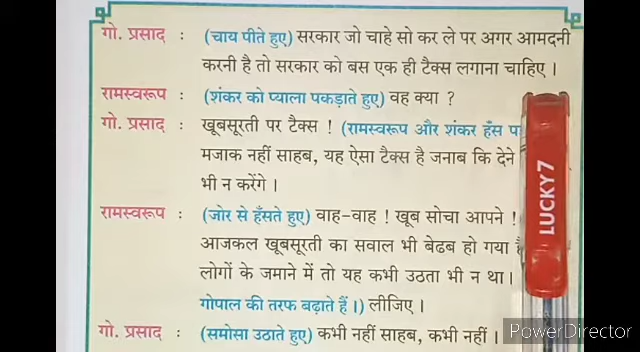 गो. प्रसाद : (चाय पीते हुए) सरकार जो चाहे सो कर ले पर अगर आमदनी
करनी है तो सरकार को बस एक ही टैक्स लगाना चाहिए ।
रामस्वरूप : (शंकर को प्याला पकड़ाते हुए) वह क्या ?
गो. प्रसाद : खूबसूरती पर टैक्स ! (रामस्वरूप और शंकर हँस
मजाक नहीं साहब, यह ऐसा टैक्स है जनाब कि देने
भी न करेंगे ।
रामस्वरूप : (जोर से हँसते हुए) वाह-वाह ! खूब सोचा आपने !
आजकल खूबसूरती का सवाल भी बेढब हो गया
लोगों के जमाने में तो यह कभी उठता भी न था ।
गोपाल की तरफ बढ़ाते हैं ।) लीजिए ।
गो. प्रसाद : (समोसा उठाते हुए) कभी नहीं साहब, कभी नहीं ।
LUCKY7
PowerDirector